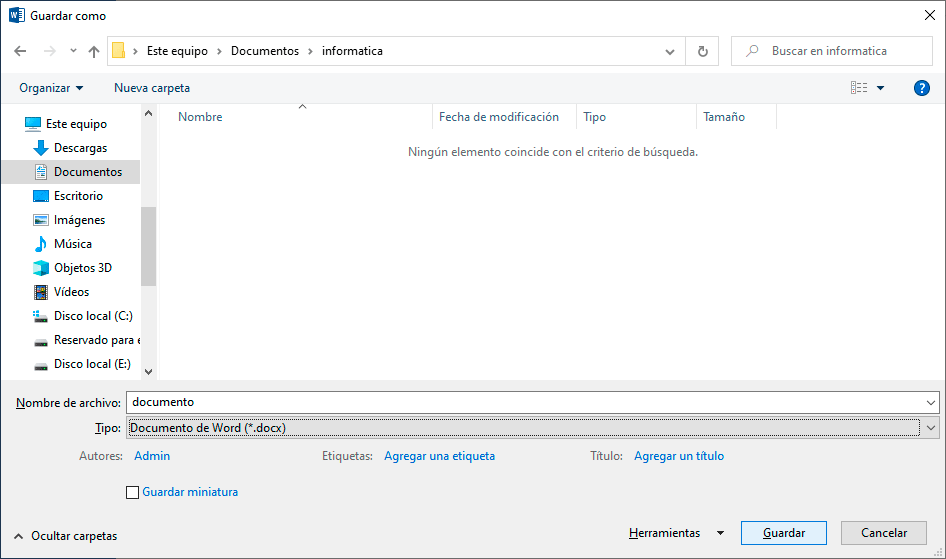 Guardar como
Este equipo > Documentos > informatica
Buscar en informatica
Organizar
Nueva carpeta
?
Nombre
Fecha de modificación
Tipo
Tamaño
Ningún elemento coincide con el criterio de búsqueda.
Este equipo
Descargas
Documentos
Escritorio
Imágenes
Música
Objetos 3D
Vídeos
Disco local (C:)
Reservado para e
Disco local (E:)
Nombre de archivo: documento
Tipo: Documento de Word (*.docx)
Autores: Admin
Etiquetas: Agregar una etiqueta
Título: Agregar un título
Guardar miniatura
Ocultar carpetas
Herramientas
Guardar
Cancelar